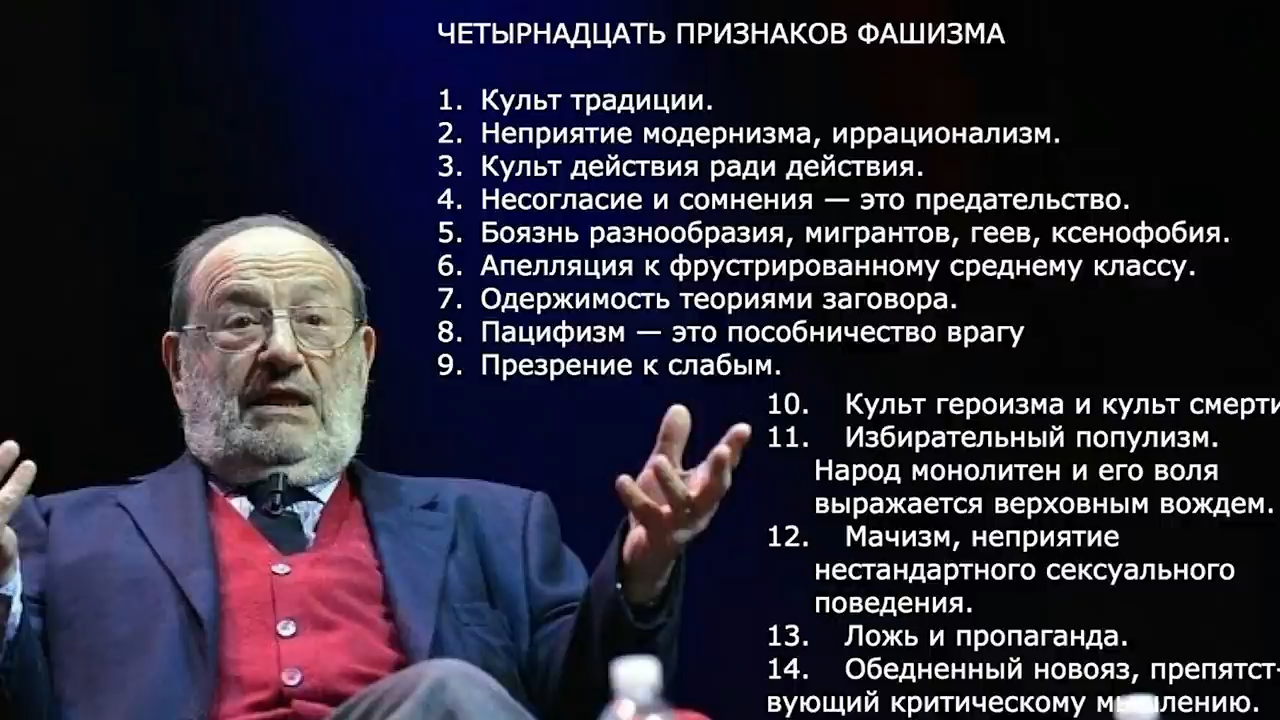 ЧЕТЫРНАДЦАТЬ ПРИЗНАКОВ ФАШИЗМА
1. Культ традиции.
2. Неприятие модернизма, иррационализм.
3. Культ действия ради действия.
4. Несогласие и сомнения — это предательство.
5. Боязнь разнообразия, мигрантов, геев, ксенофобия.
6. Апелляция к фрустрированному среднему классу.
7. Одержимость теориями заговора.
8. Пацифизм — это пособничество врагу
9. Презрение к слабым.
10. Культ героизма и культ смерти
11. Избирательный популизм.
Народ монолитен и его воля
выражается верховным вождем.
12. Мачизм, неприятие
нестандартного сексуального
поведения.
13. Ложь и пропаганда.
14. Обедненный новояз, препятст-
вующий критическому мышлению.